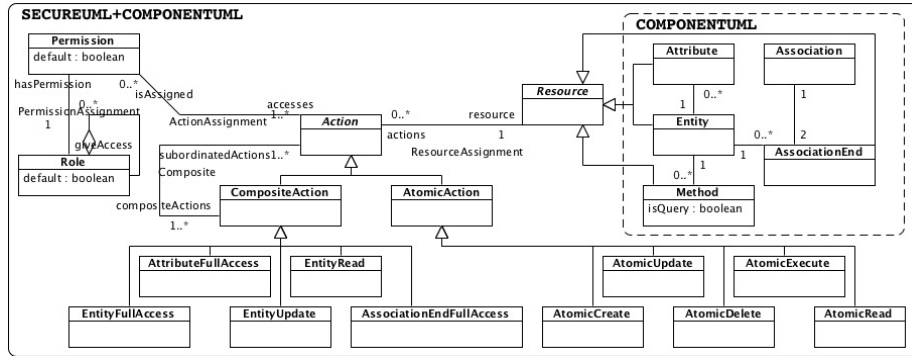 SECUREUML+COMPONENTUML
COMPONENTUML
Permission
default : boolean
Attribute
Association
hasPermission
0..*
isAssigned
Resource
0..*
PermissionAssignment
0..*
accesses
1..*
ActionAssignment
0..*
resource
1
1
1
giveAccess
Action
actions
1
ResourceAssignment
Entity
0..*
1
2
AssociationEnd
Role
default : boolean
subordinatedActions
1..*
Composite
1
0..*
compositeActions
1..*
CompositeAction
AtomicAction
Method
isQuery : boolean
AttributeFullAccess
EntityRead
AtomicUpdate
AtomicExecute
EntityFullAccess
EntityUpdate
AssociationEndFullAccess
AtomicCreate
AtomicDelete
AtomicRead